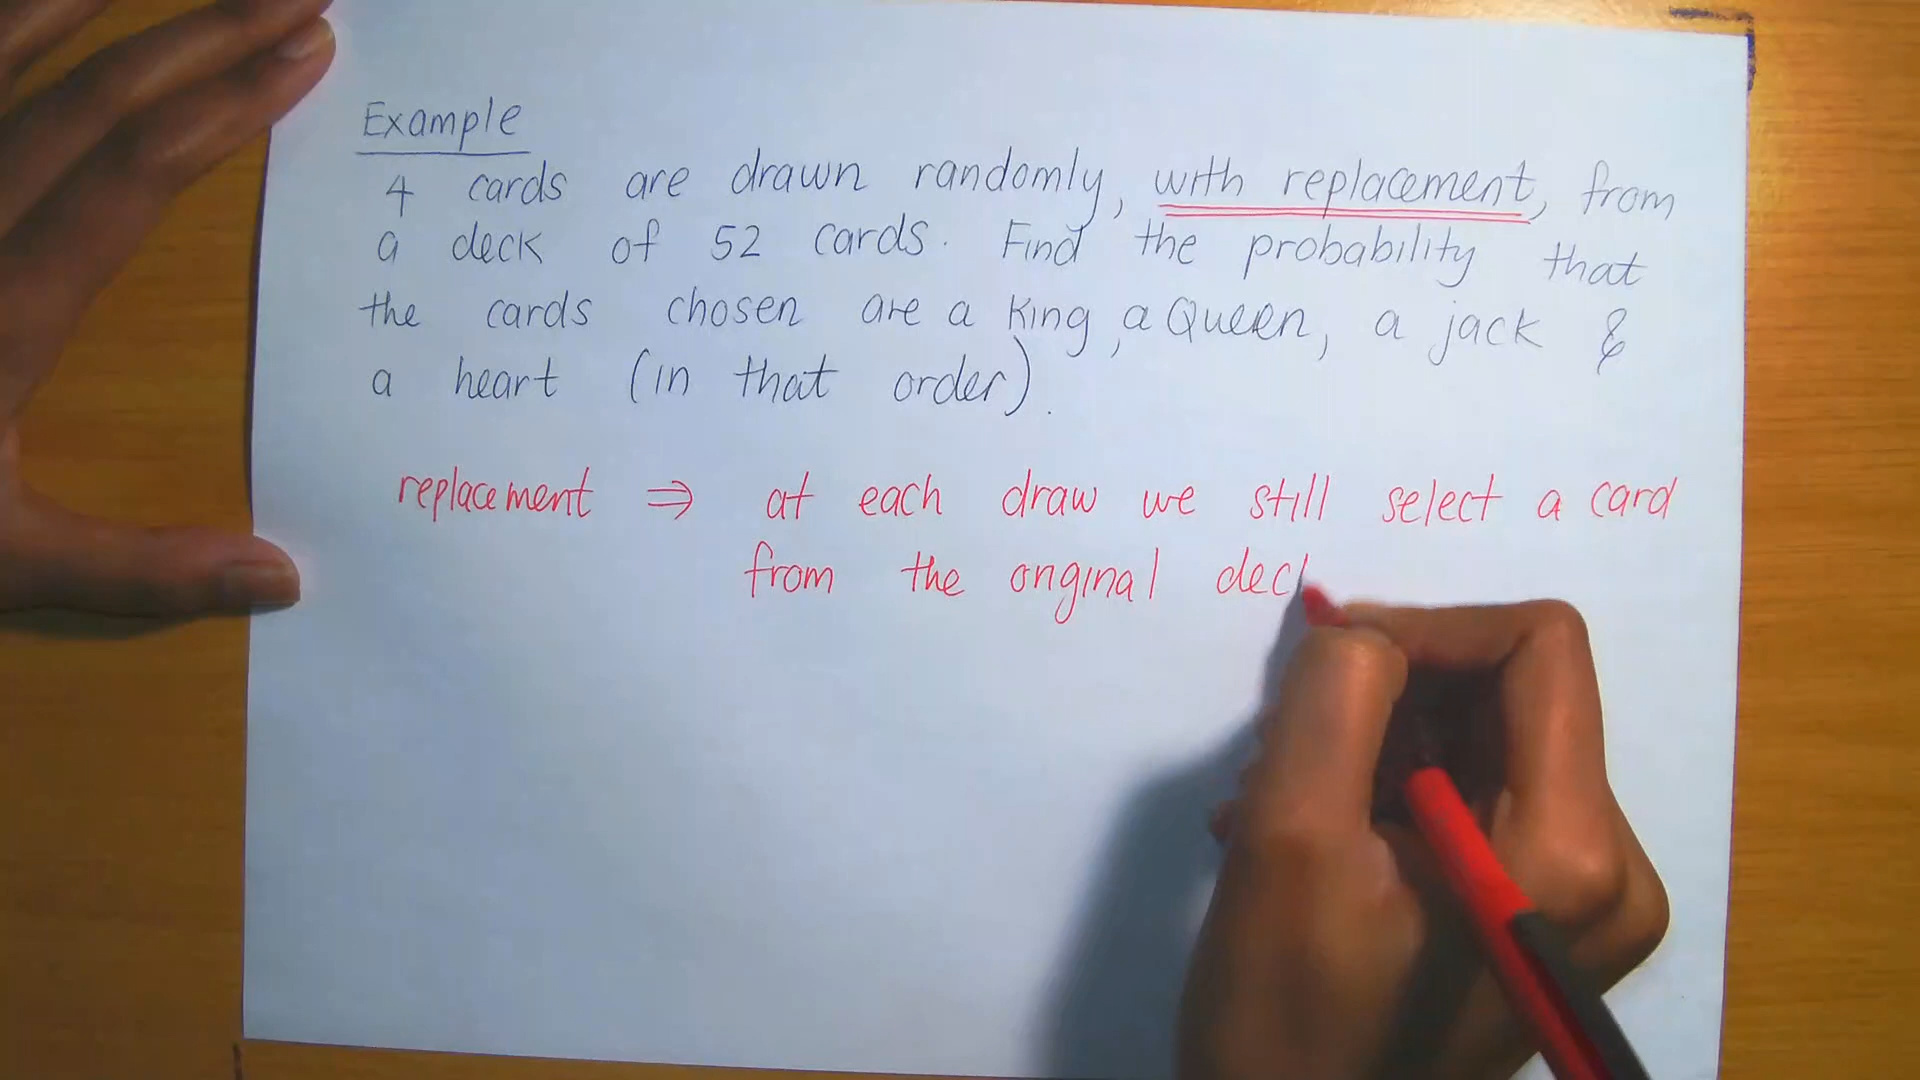 Example
4 cards are drawn randomly, with replacement, from
a deck of 52 cards. Find the probability that
the cards chosen are a King, a Queen, a jack &
a heart (in that order).
replacement ⇒ at each draw we still select a card
from the original deck